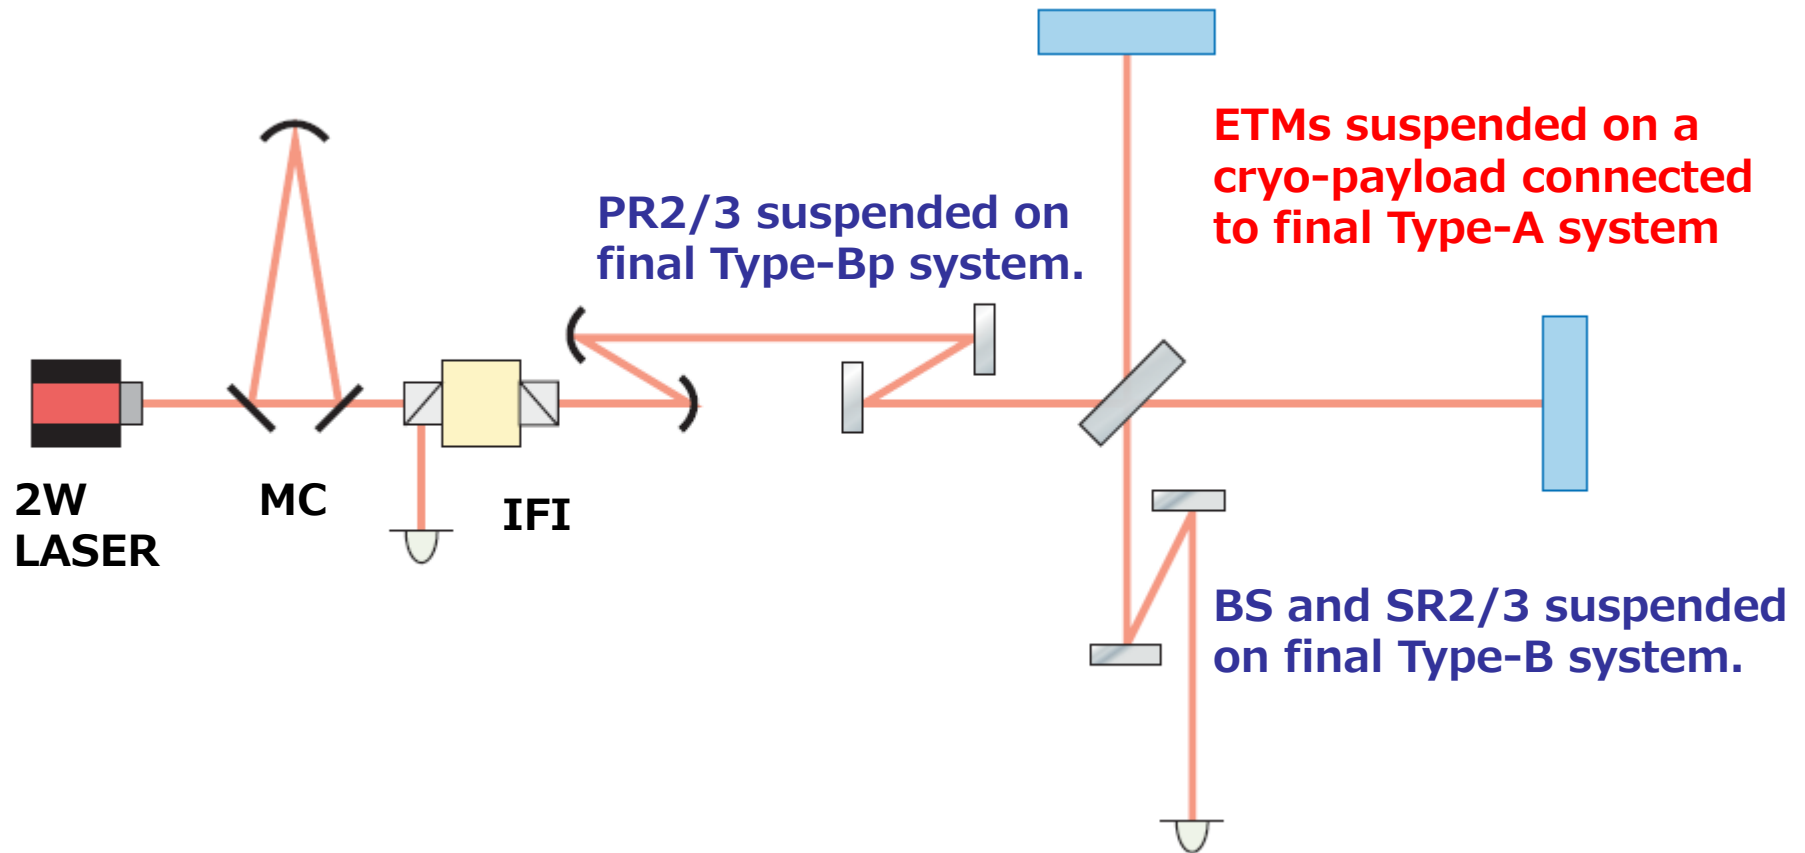 ETMs suspended on a
cryo-payload connected
to final Type-A system
PR2/3 suspended on
final Type-Bp system.
2W
LASER
MC
IFI
BS and SR2/3 suspended
on final Type-B system.